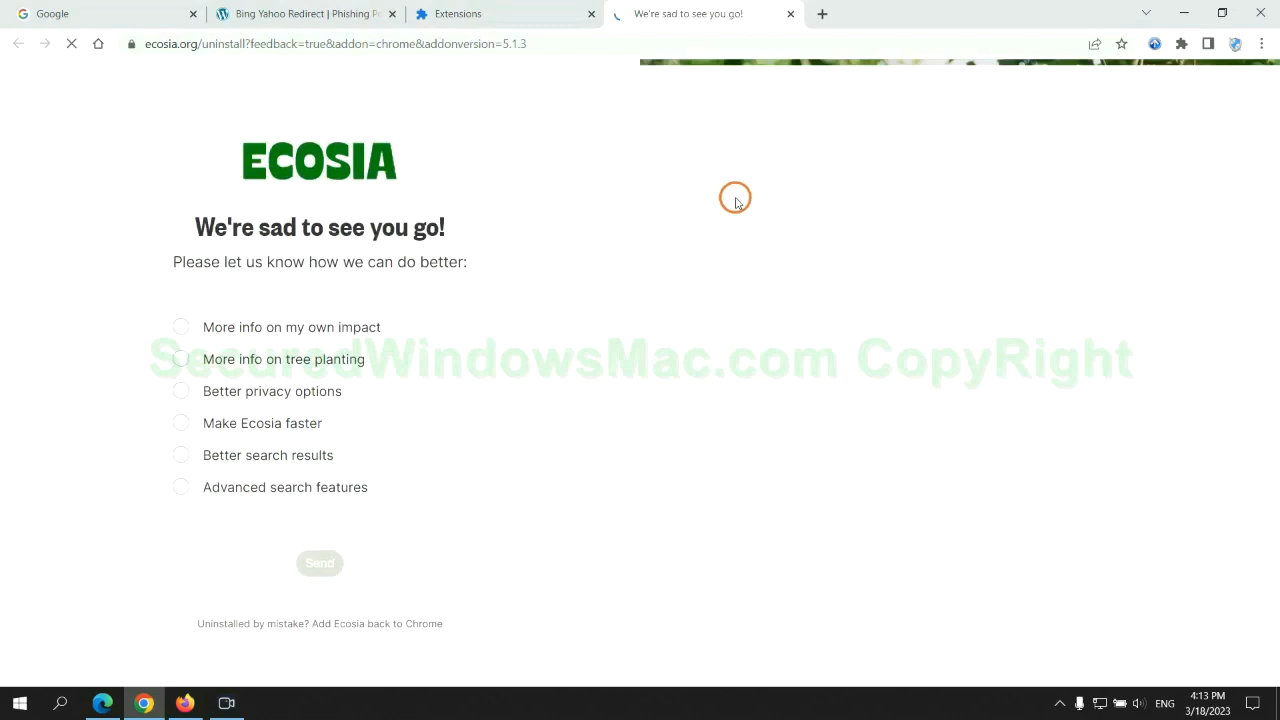 Google
Bing Yahoo Redirect | Phishing P
Extensions
We're sad to see you go!
ecosia.org/uninstall?feedback=true&addon=chrome&addonversion=5.1.3
ECOSIA
We're sad to see you go!
Please let us know how we can do better:
More info on my own impact
More info on tree planting
SecuredWindowsMac.com CopyRight
Better privacy options
Make Ecosia faster
Better search results
Advanced search features
Send
Uninstalled by mistake? Add Ecosia back to Chrome
ENG
4:13 PM
3/18/2023